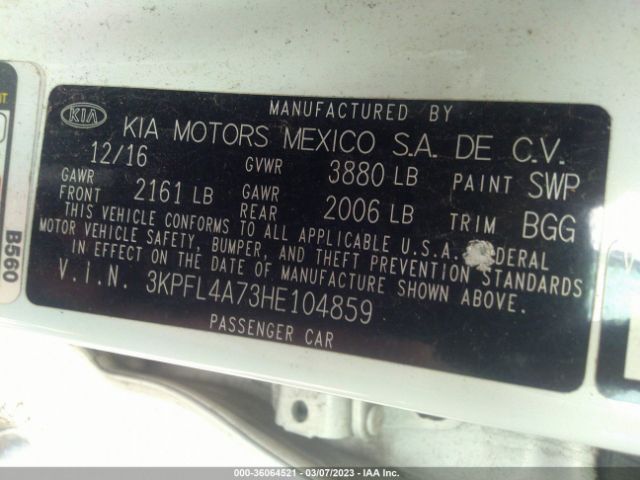 MANUFACTURED BY
KIA KIA MOTORS MEXICO S.A. DE C.V.
12/16 GVWR 3880 LB PAINT SWP
GAWR FRONT 2161 LB GAWR REAR 2006 LB TRIM BGG
THIS VEHICLE CONFORMS TO ALL APPLICABLE U.S.A. DERAL
MOTOR VEHICLE SAFETY, BUMPER, AND THEFT PREVENTION STANDARDS
IN EFFECT ON THE DATE OF MANUFACTURE SHOWN ABOVE.
V.I.N. 3KPFL4A73HE104859
PASSENGER CAR
B560
000-36064521 - 03/07/2023 - IAA Inc.